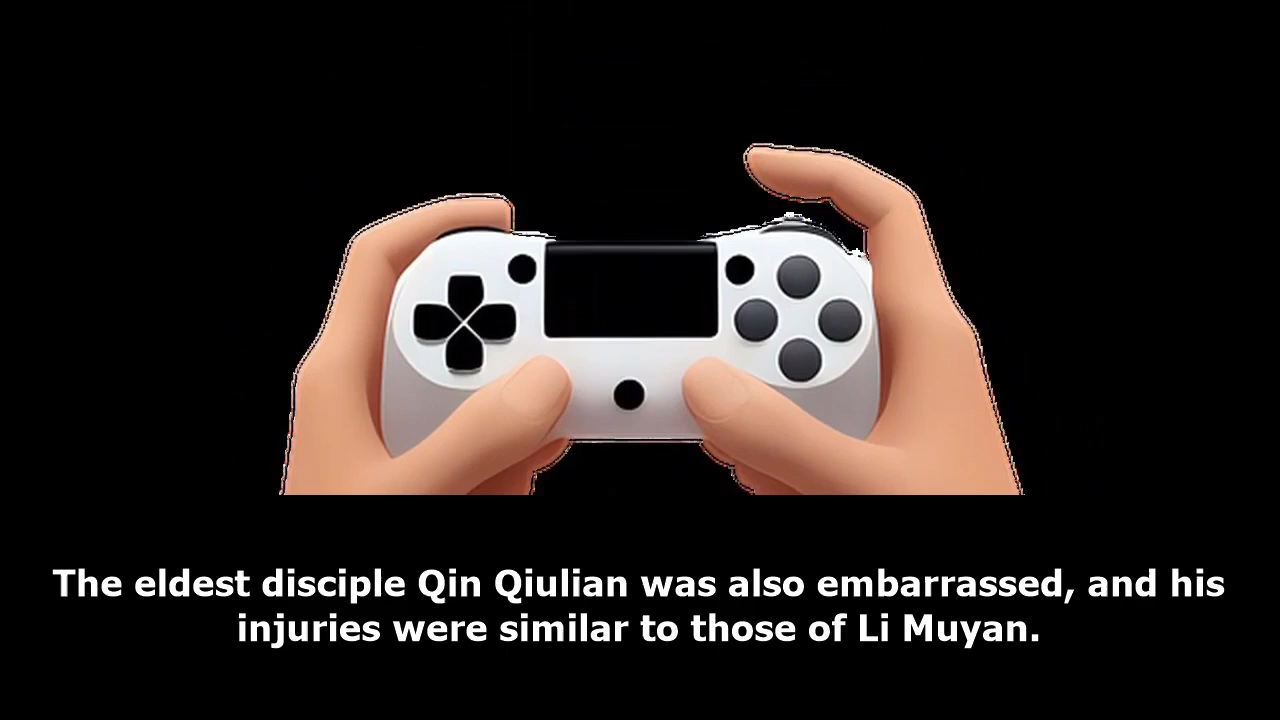 The eldest disciple Qin Qiulian was also embarrassed, and his
injuries were similar to those of Li Muyan.